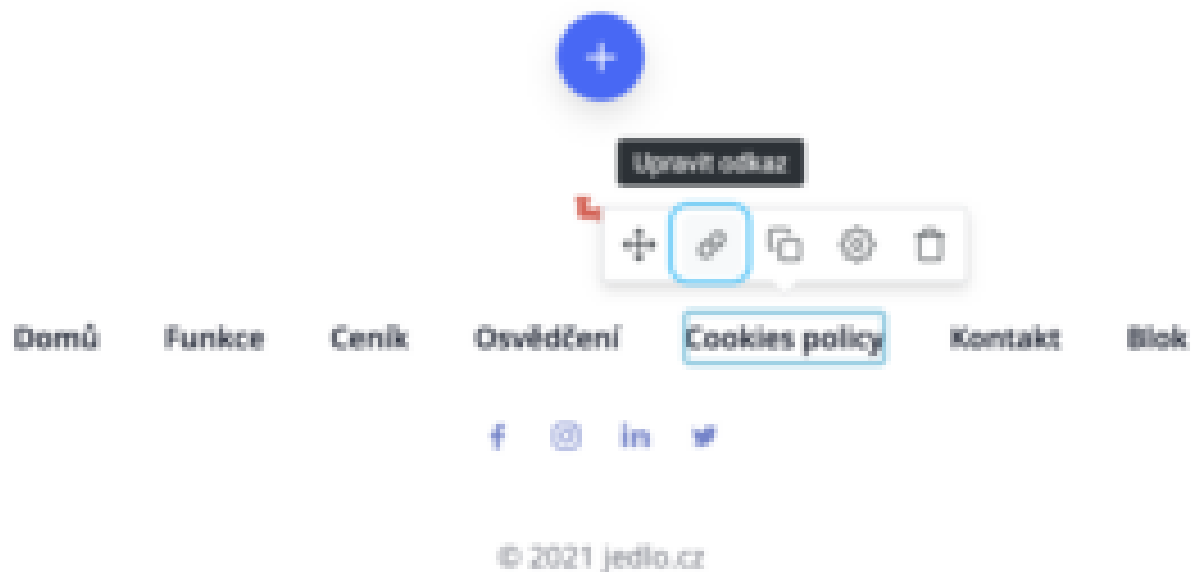 Upravit odkaz
Domů Funkce Ceník Osvědčení Cookies policy Kontakt Blok
© 2021 jedlo.cz